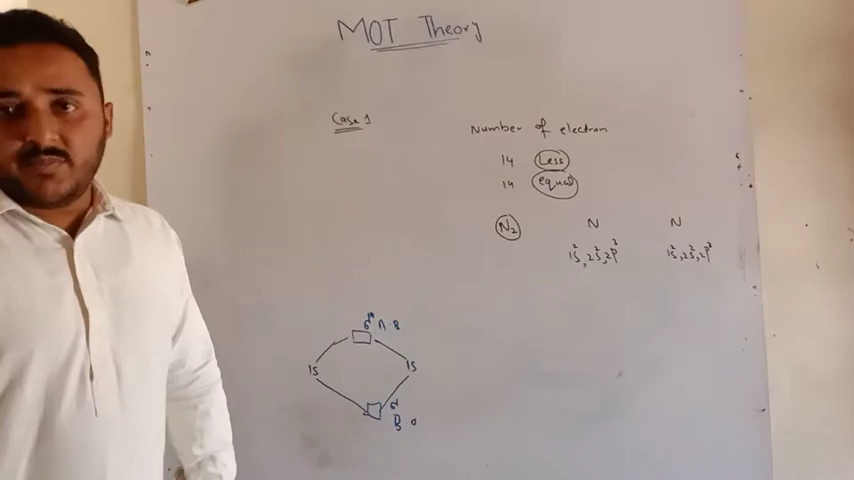 MOT Theory
Case 1
Number of electron
14 Less
14 equal
N₂ N N
1s², 2s², 2p³ 1s², 2s², 2p³
A·B
1s 1s